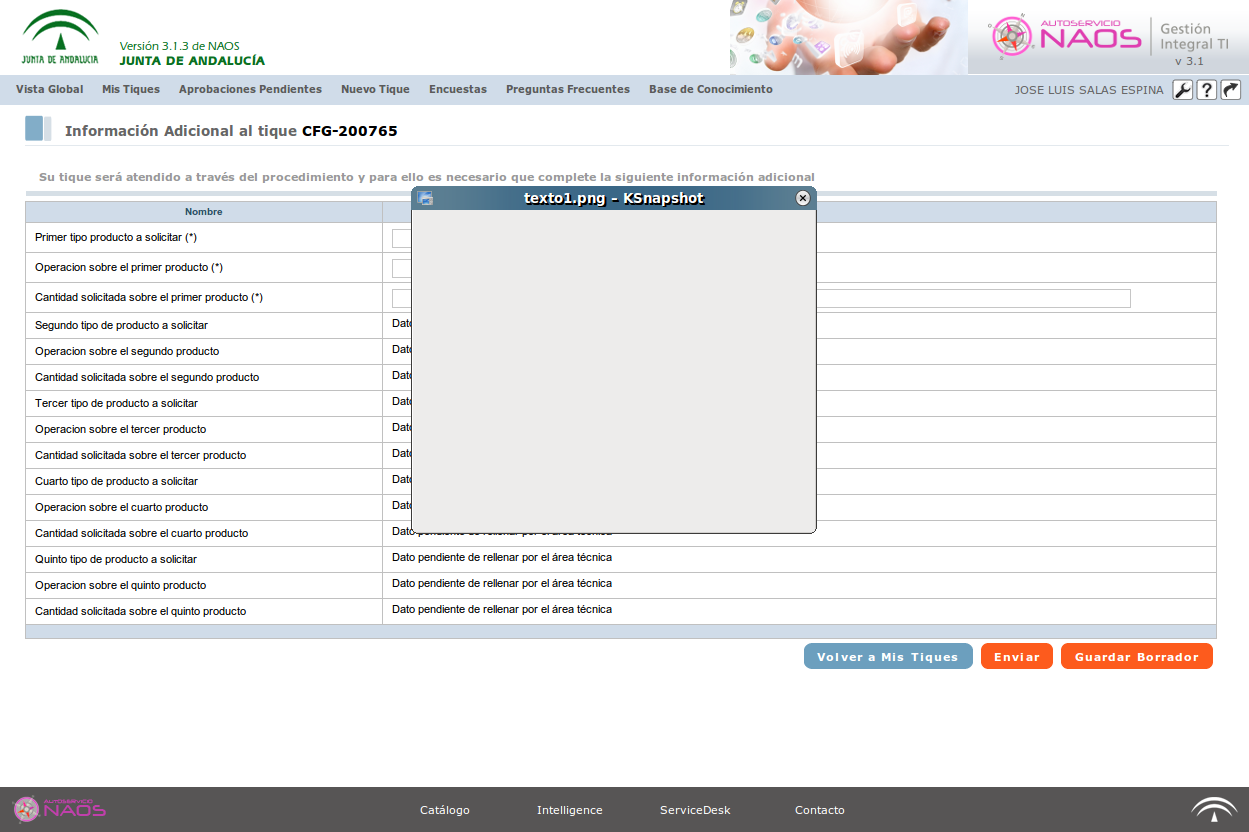 JUNTA DE ANDALUCIA
Versión 3.1.3 de NAOS
JUNTA DE ANDALUCÍA
AUTOSERVICIO
NAOS
Gestión
Integral TI
v 3.1
Vista Global Mis Tiques Aprobaciones Pendientes Nuevo Tique Encuestas Preguntas Frecuentes Base de Conocimiento JOSE LUIS SALAS ESPINA ?
Información Adicional al tique CFG-200765
Su tique será atendido a través del procedimiento y para ello es necesario que complete la siguiente información adicional
texto1.png – KSnapshot
Nombre
Primer tipo producto a solicitar (*)
Operacion sobre el primer producto (*)
Cantidad solicitada sobre el primer producto (*)
Segundo tipo de producto a solicitar
Operacion sobre el segundo producto
Cantidad solicitada sobre el segundo producto
Tercer tipo de producto a solicitar
Operacion sobre el tercer producto
Cantidad solicitada sobre el tercer producto
Cuarto tipo de producto a solicitar
Operacion sobre el cuarto producto
Cantidad solicitada sobre el cuarto producto Dato pendiente de rellenar por el área técnica
Quinto tipo de producto a solicitar Dato pendiente de rellenar por el área técnica
Operacion sobre el quinto producto Dato pendiente de rellenar por el área técnica
Cantidad solicitada sobre el quinto producto Dato pendiente de rellenar por el área técnica
Volver a Mis Tiques Enviar Guardar Borrador
AUTOSERVICIO
NAOS
Catálogo Intelligence ServiceDesk Contacto